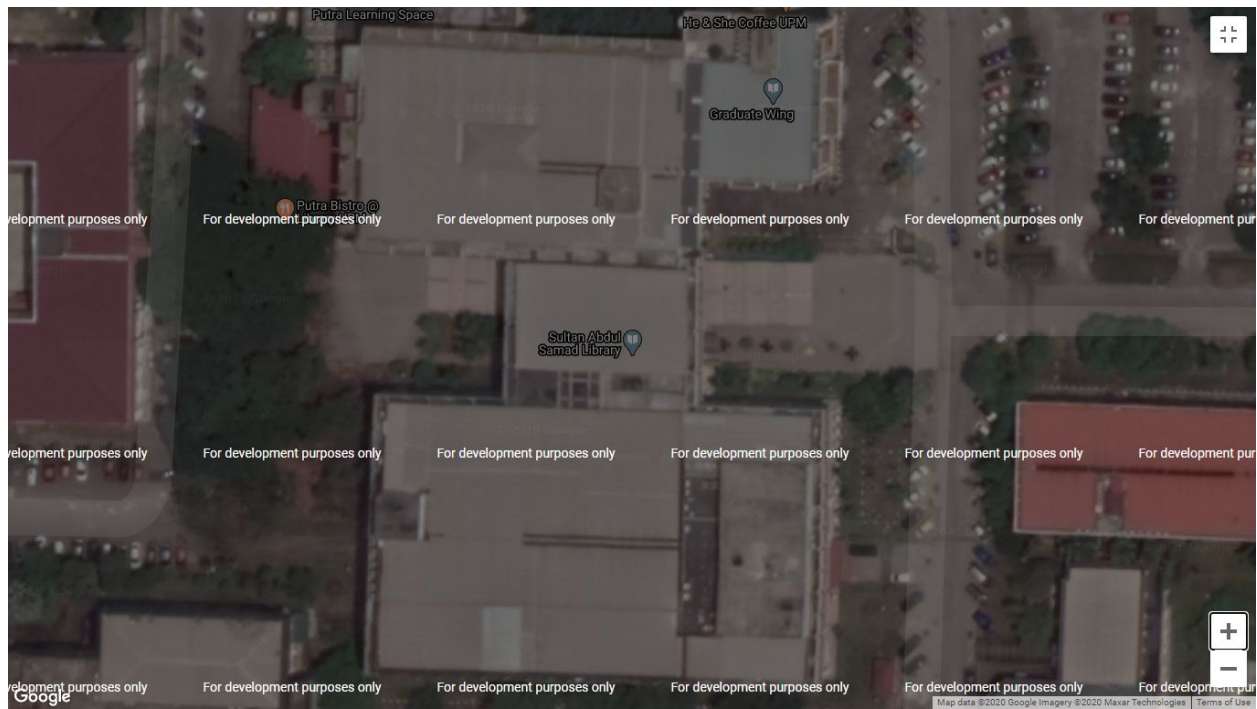 Putra Learning Space
He & She Coffee UPM
Graduate Wing
Putra Bistro @
velopment purposes only
For development purposes only
For development purposes only
For development purposes only
For development purposes only
For development pur
Sultan Abdul
Samad Library
velopment purposes only
For development purposes only
For development purposes only
For development purposes only
For development purposes only
For development pur
velopment purposes only
For development purposes only
For development purposes only
For development purposes only
For development purposes only
For development pur
Google
Map data ©2020 Google Imagery ©2020 Maxar Technologies
Terms of Use